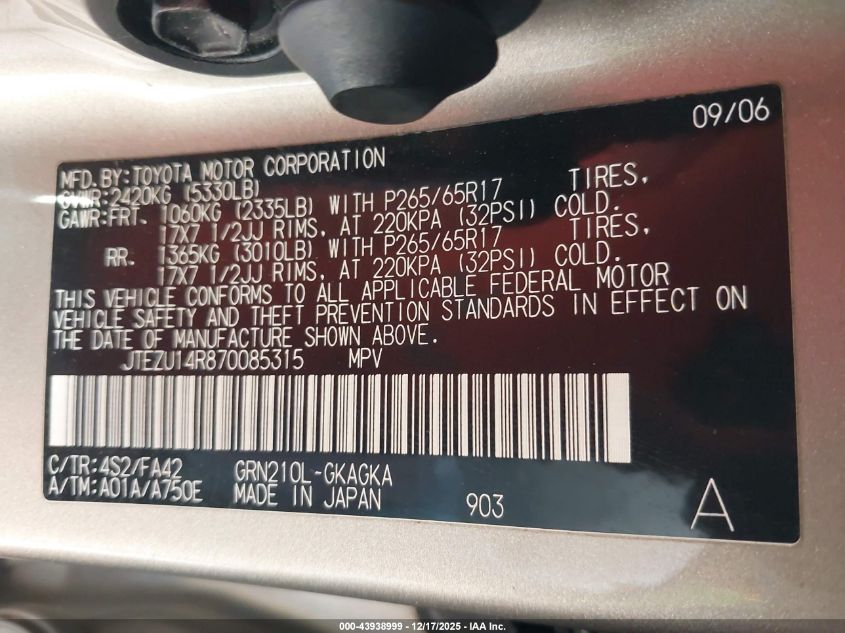 09/06
MFD.BY:TOYOTA MOTOR CORPORATION
GVWR:2420KG (5330LB)
GAWR:FRT. 1060KG (2335LB) WITH P265/65R17 TIRES,
17X7 1/2JJ RIMS, AT 220KPA (32PSI) COLD.
RR. 1365KG (3010LB) WITH P265/65R17 TIRES,
17X7 1/2JJ RIMS, AT 220KPA (32PSI) COLD.
THIS VEHICLE CONFORMS TO ALL APPLICABLE FEDERAL MOTOR
VEHICLE SAFETY AND THEFT PREVENTION STANDARDS IN EFFECT ON
THE DATE OF MANUFACTURE SHOWN ABOVE.
JTEZU14R870085315 MPV
C/TR:4S2/FA42 GRN210L-GKAGKA
A/TM:A01A/A750E MADE IN JAPAN 903 A
000-43938999 - 12/17/2025 - IAA Inc.